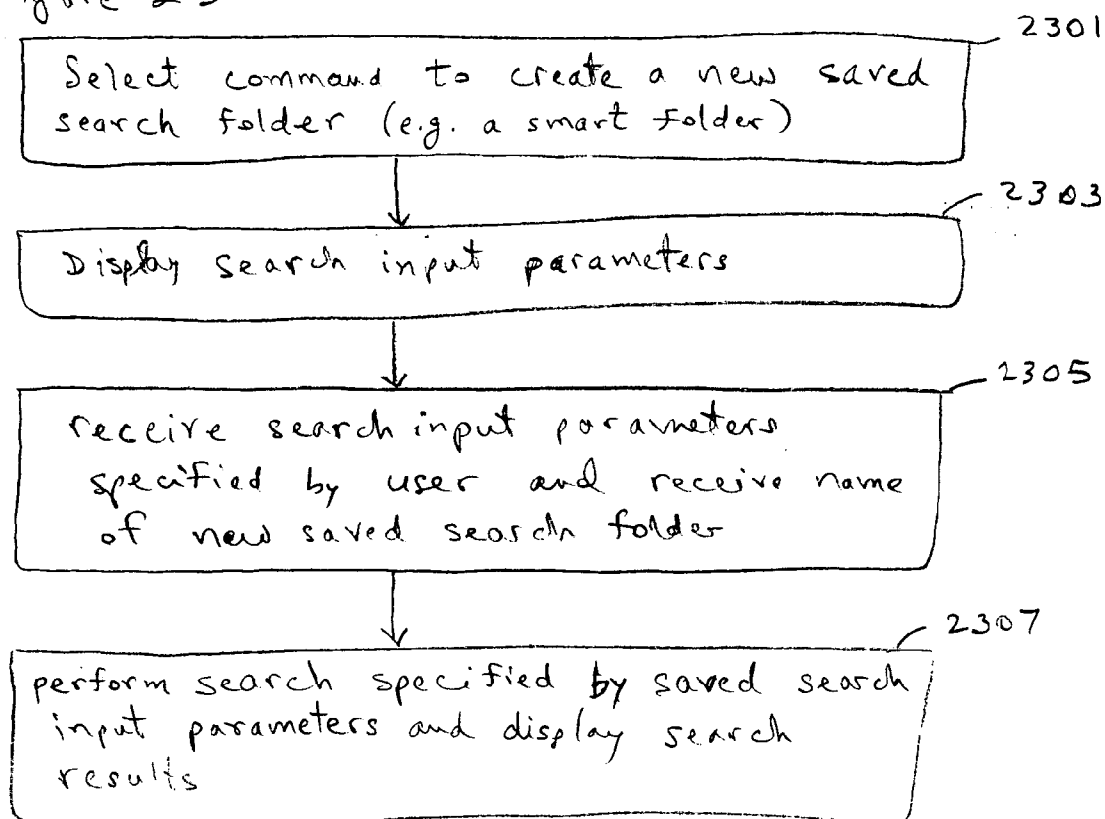 2301
Select command to create a new saved
search folder (e.g. a smart folder)
2303
Display search input parameters
2305
receive search input parameters
specified by user and receive name
of new saved search folder
2307
perform search specified by saved search
input parameters and display search
results